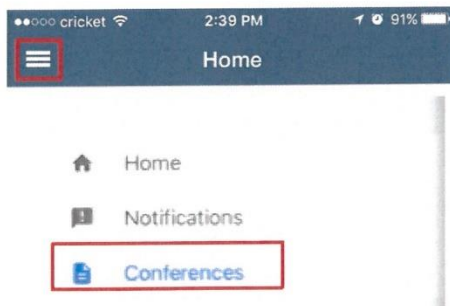 cricket 2:39 PM 91%
Home
Home
Notifications
Conferences